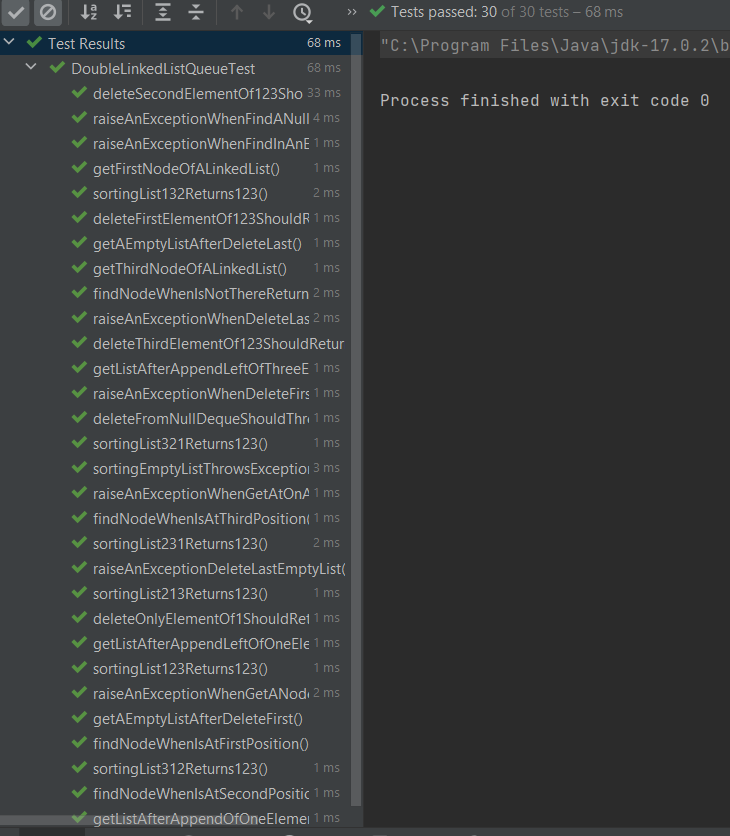 Tests passed: 30 of 30 tests – 68 ms
Test Results 68 ms
DoubleLinkedListQueueTest 68 ms
deleteSecondElementOf123Sho 33 ms
raiseAnExceptionWhenFindANull 4 ms
raiseAnExceptionWhenFindInAnE 1 ms
getFirstNodeOfALinkedList() 1 ms
sortingList132Returns123() 2 ms
deleteFirstElementOf123ShouldR 1 ms
getAEmptyListAfterDeleteLast() 1 ms
getThirdNodeOfALinkedList() 1 ms
findNodeWhenIsNotThereReturn 2 ms
raiseAnExceptionWhenDeleteLas 2 ms
deleteThirdElementOf123ShouldRetur
getListAfterAppendLeftOfThreeE 1 ms
raiseAnExceptionWhenDeleteFirs 1 ms
deleteFromNullDequeShouldThr 1 ms
sortingList321Returns123() 1 ms
sortingEmptyListThrowsException 3 ms
raiseAnExceptionWhenGetAtOnA 1 ms
findNodeWhenIsAtThirdPosition( 1 ms
sortingList231Returns123() 2 ms
raiseAnExceptionDeleteLastEmptyList(
sortingList213Returns123() 1 ms
deleteOnlyElementOf1ShouldRet 1 ms
getListAfterAppendLeftOfOneEle 1 ms
sortingList123Returns123() 1 ms
raiseAnExceptionWhenGetANode 2 ms
getAEmptyListAfterDeleteFirst()
findNodeWhenIsAtFirstPosition()
sortingList312Returns123() 1 ms
findNodeWhenIsAtSecondPositio 1 ms
getListAfterAppendOfOneElemer 1 ms
"C:\Program Files\Java\jdk-17.0.2\b
Process finished with exit code 0